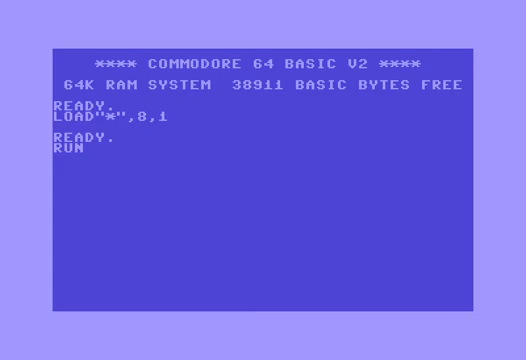 **** COMMODORE 64 BASIC V2 ****
64K RAM SYSTEM  38911 BASIC BYTES FREE
READY.
LOAD"*",8,1
READY.
RUN